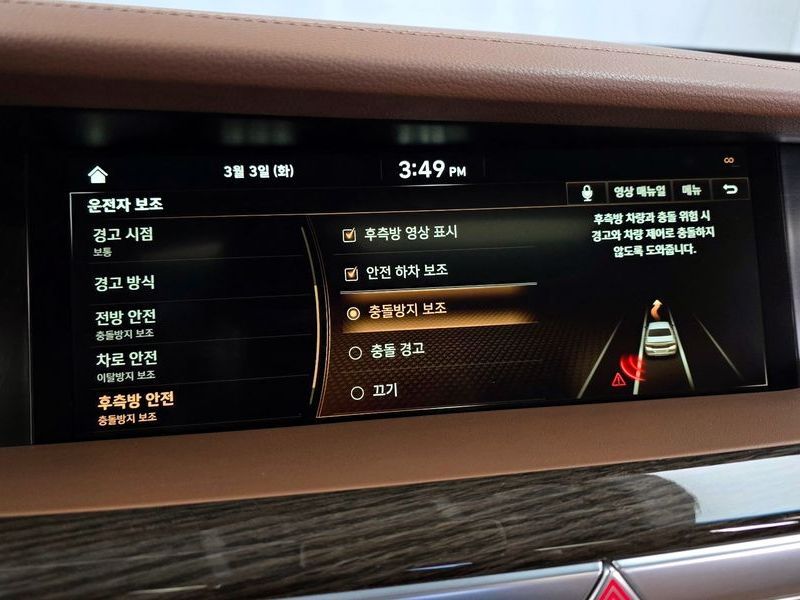 3월 3일 (화)
3:49 PM
운전자 보조
영상 매뉴얼
메뉴
경고 시점
보통
경고 방식
전방 안전
충돌방지 보조
차로 안전
이탈방지 보조
후측방 안전
충돌방지 보조
후측방 영상 표시
안전 하차 보조
충돌방지 보조
충돌 경고
끄기
후측방 차량과 충돌 위험 시
경고와 차량 제어로 충돌하지
않도록 도와줍니다.